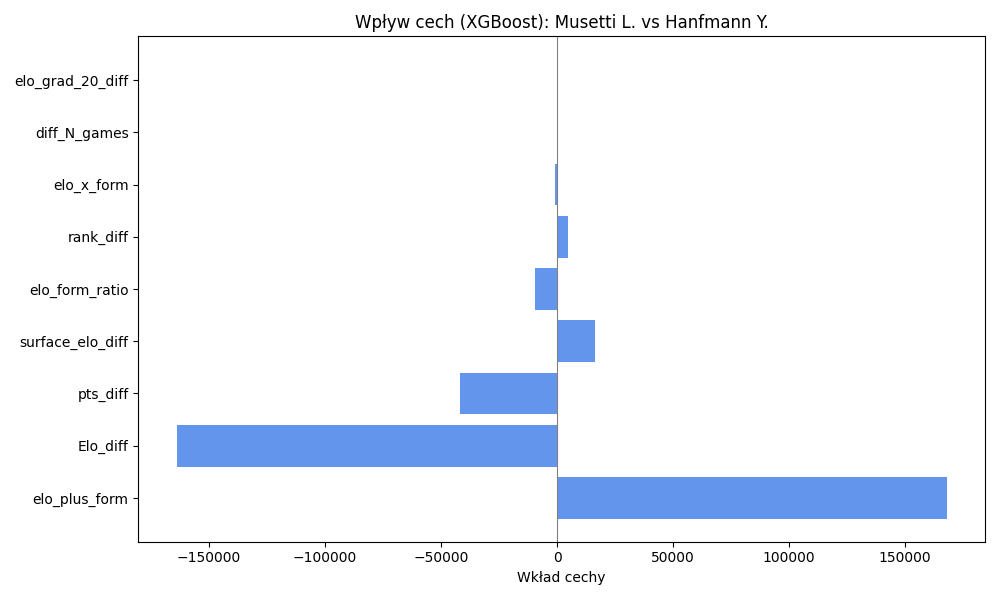 Wpływ cech (XGBoost): Musetti L. vs Hanfmann Y.
elo_grad_20_diff
diff_N_games
elo_x_form
rank_diff
elo_form_ratio
surface_elo_diff
pts_diff
Elo_diff
elo_plus_form
−150000 −100000 −50000 0 50000 100000 150000
Wkład cechy